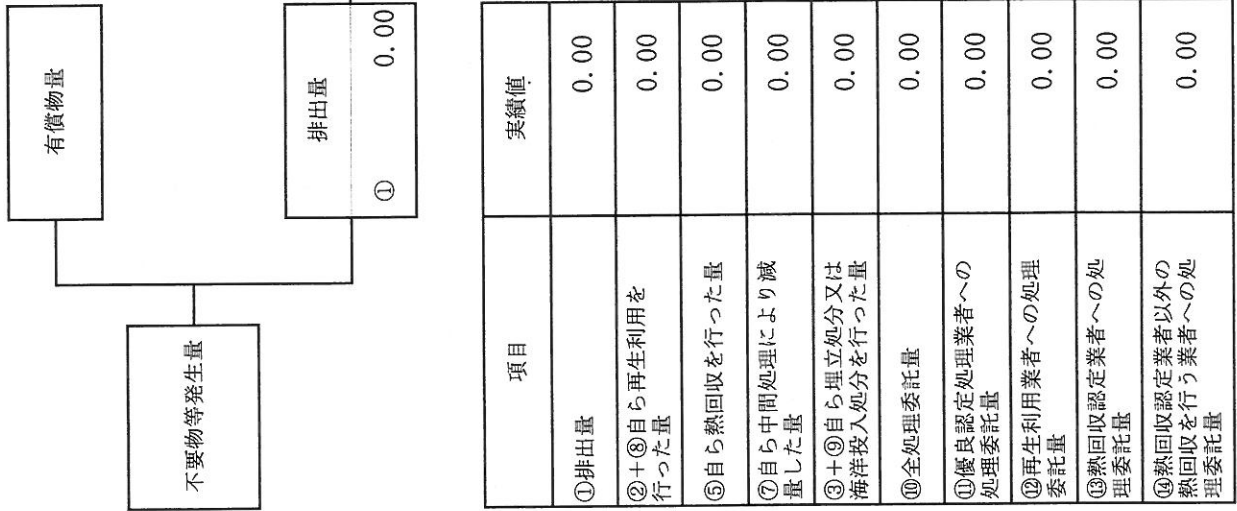 不要物等発生量
有償物量
排出量
① 0.00
項目 実績値
①排出量 0.00
②+⑧自ら再生利用を
行った量 0.00
⑤自ら熱回収を行った量 0.00
⑦自ら中間処理により減
量した量 0.00
③+⑨自ら埋立処分又は
海洋投入処分を行った量 0.00
⑩全処理委託量 0.00
⑪優良認定処理業者への
処理委託量 0.00
⑫再生利用業者への処理
委託量 0.00
⑬熱回収認定業者への処
理委託量 0.00
⑭熱回収認定業者以外の
熱回収を行う業者への処
理委託量 0.00